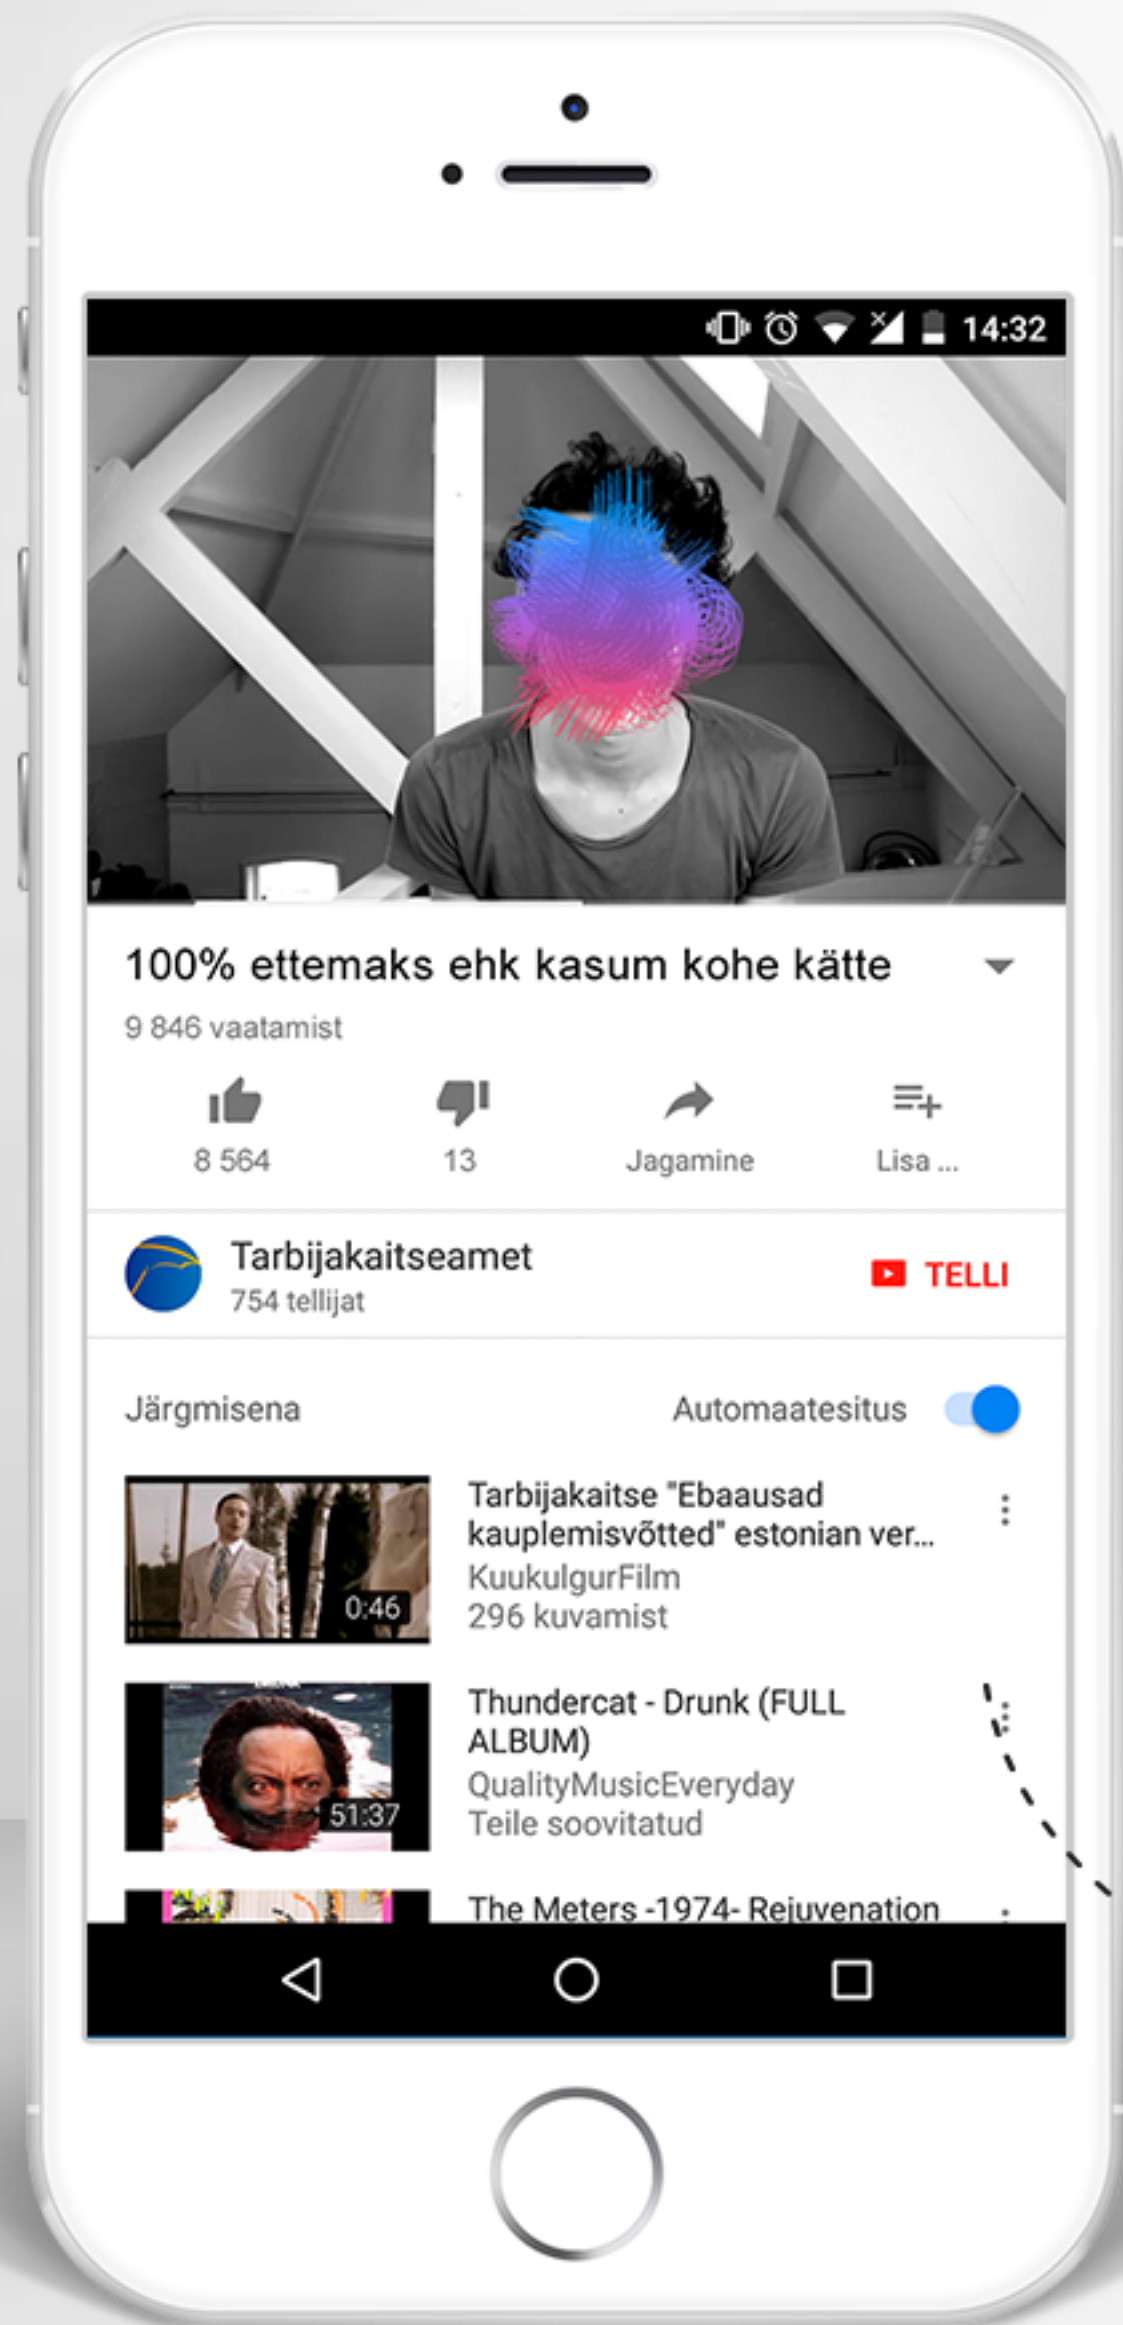 14:32
100% ettemaks ehk kasum kohe kätte
9 846 vaatamist
8 564
13
Jagamine
Lisa ...
Tarbijakaitseamet
754 tellijat
TELLI
Järgmisena
Automaatesitus
Tarbijakaitse "Ebaausad
kauplemisvõtted" estonian ver...
KuukulgurFilm
296 kuvamist
0:46
Thundercat - Drunk (FULL
ALBUM)
QualityMusicEveryday
Teile soovitatud
51:37
The Meters -1974- Rejuvenation